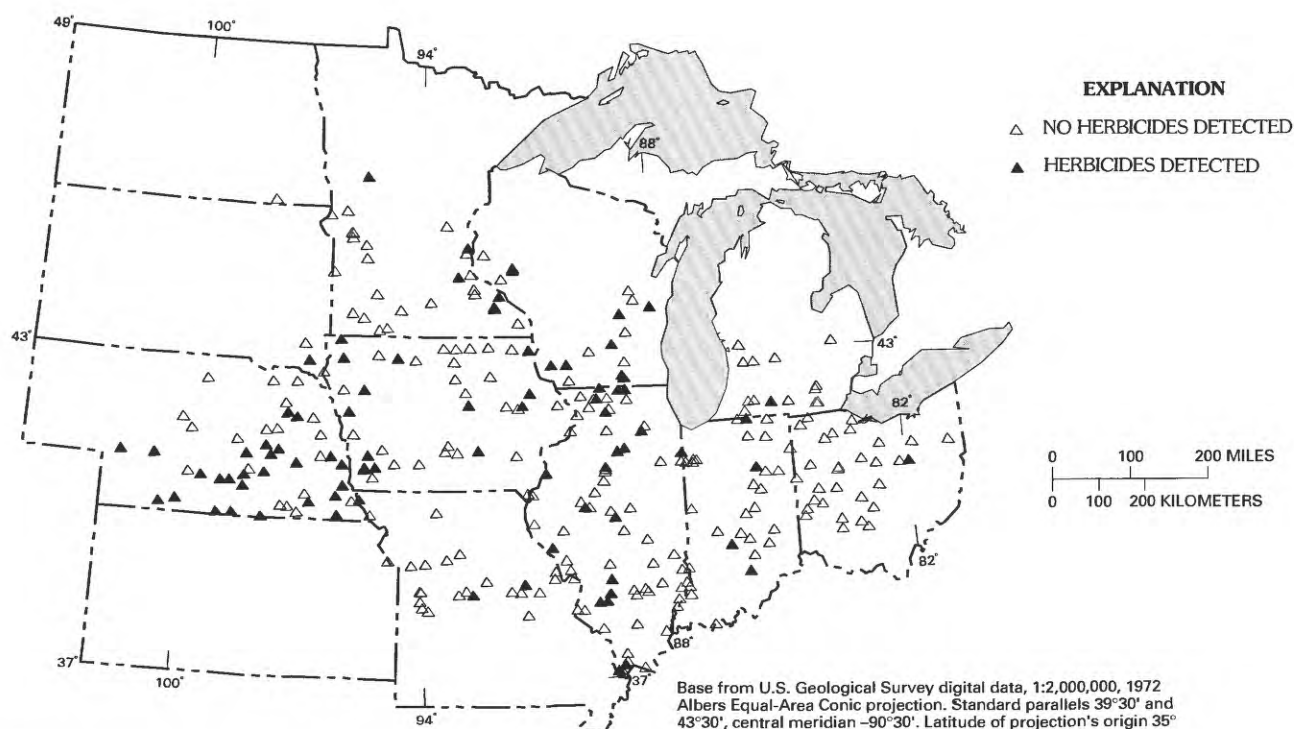 49°
100°
94°
88°
EXPLANATION
△ NO HERBICIDES DETECTED
▲ HERBICIDES DETECTED
43°
43°
82°
0 100 200 MILES
0 100 200 KILOMETERS
82°
88°
37°
100°
94°
37°
Base from U.S. Geological Survey digital data, 1:2,000,000, 1972
Albers Equal-Area Conic projection. Standard parallels 39°30' and
43°30', central meridian –90°30'. Latitude of projection's origin 35°